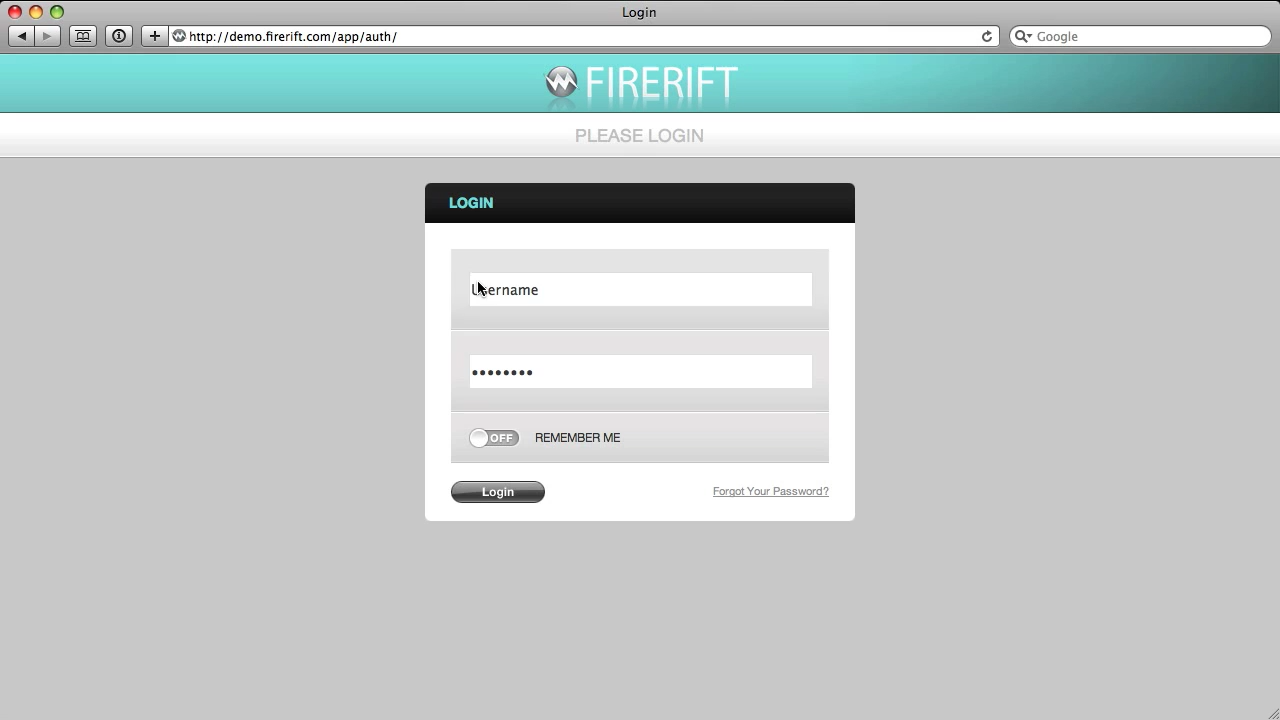 Login
http://demo.firerift.com/app/auth/
Google
FIRERIFT
PLEASE LOGIN
LOGIN
Username
••••••••
OFF REMEMBER ME
Login Forgot Your Password?